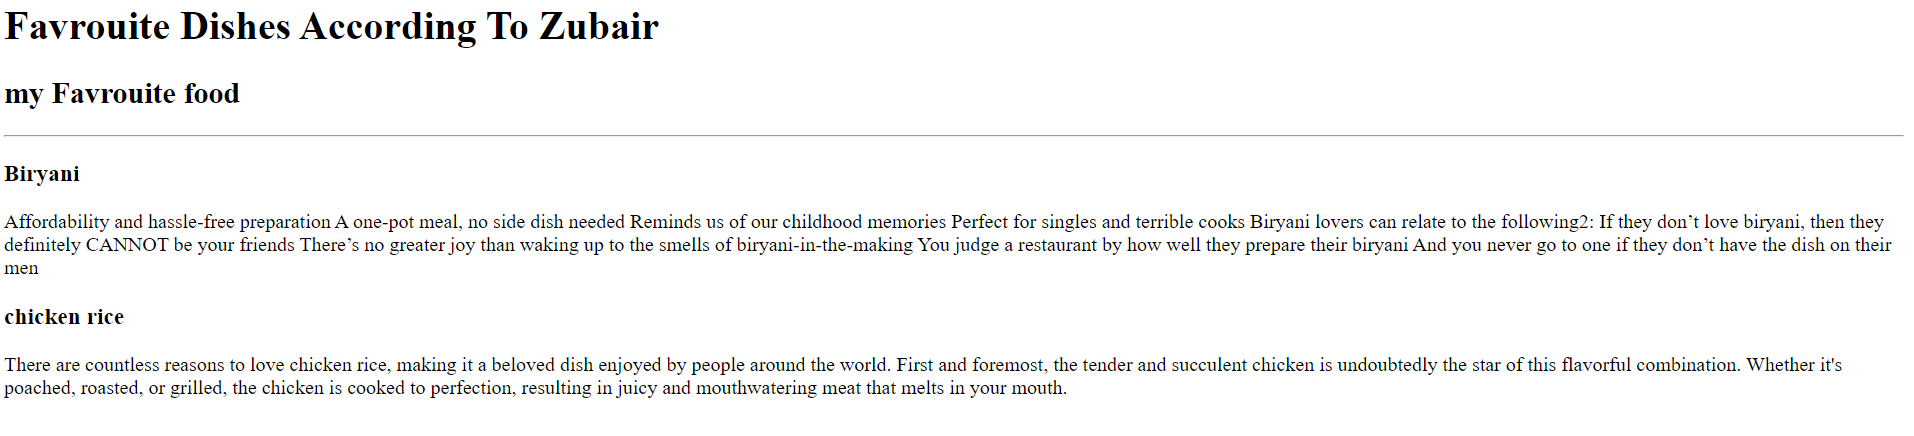 Favrouite Dishes According To Zubair
my Favrouite food
Biryani
Affordability and hassle-free preparation A one-pot meal, no side dish needed Reminds us of our childhood memories Perfect for singles and terrible cooks Biryani lovers can relate to the following2: If they don’t love biryani, then they
definitely CANNOT be your friends There’s no greater joy than waking up to the smells of biryani-in-the-making You judge a restaurant by how well they prepare their biryani And you never go to one if they don’t have the dish on their
men
chicken rice
There are countless reasons to love chicken rice, making it a beloved dish enjoyed by people around the world. First and foremost, the tender and succulent chicken is undoubtedly the star of this flavorful combination. Whether it's
poached, roasted, or grilled, the chicken is cooked to perfection, resulting in juicy and mouthwatering meat that melts in your mouth.